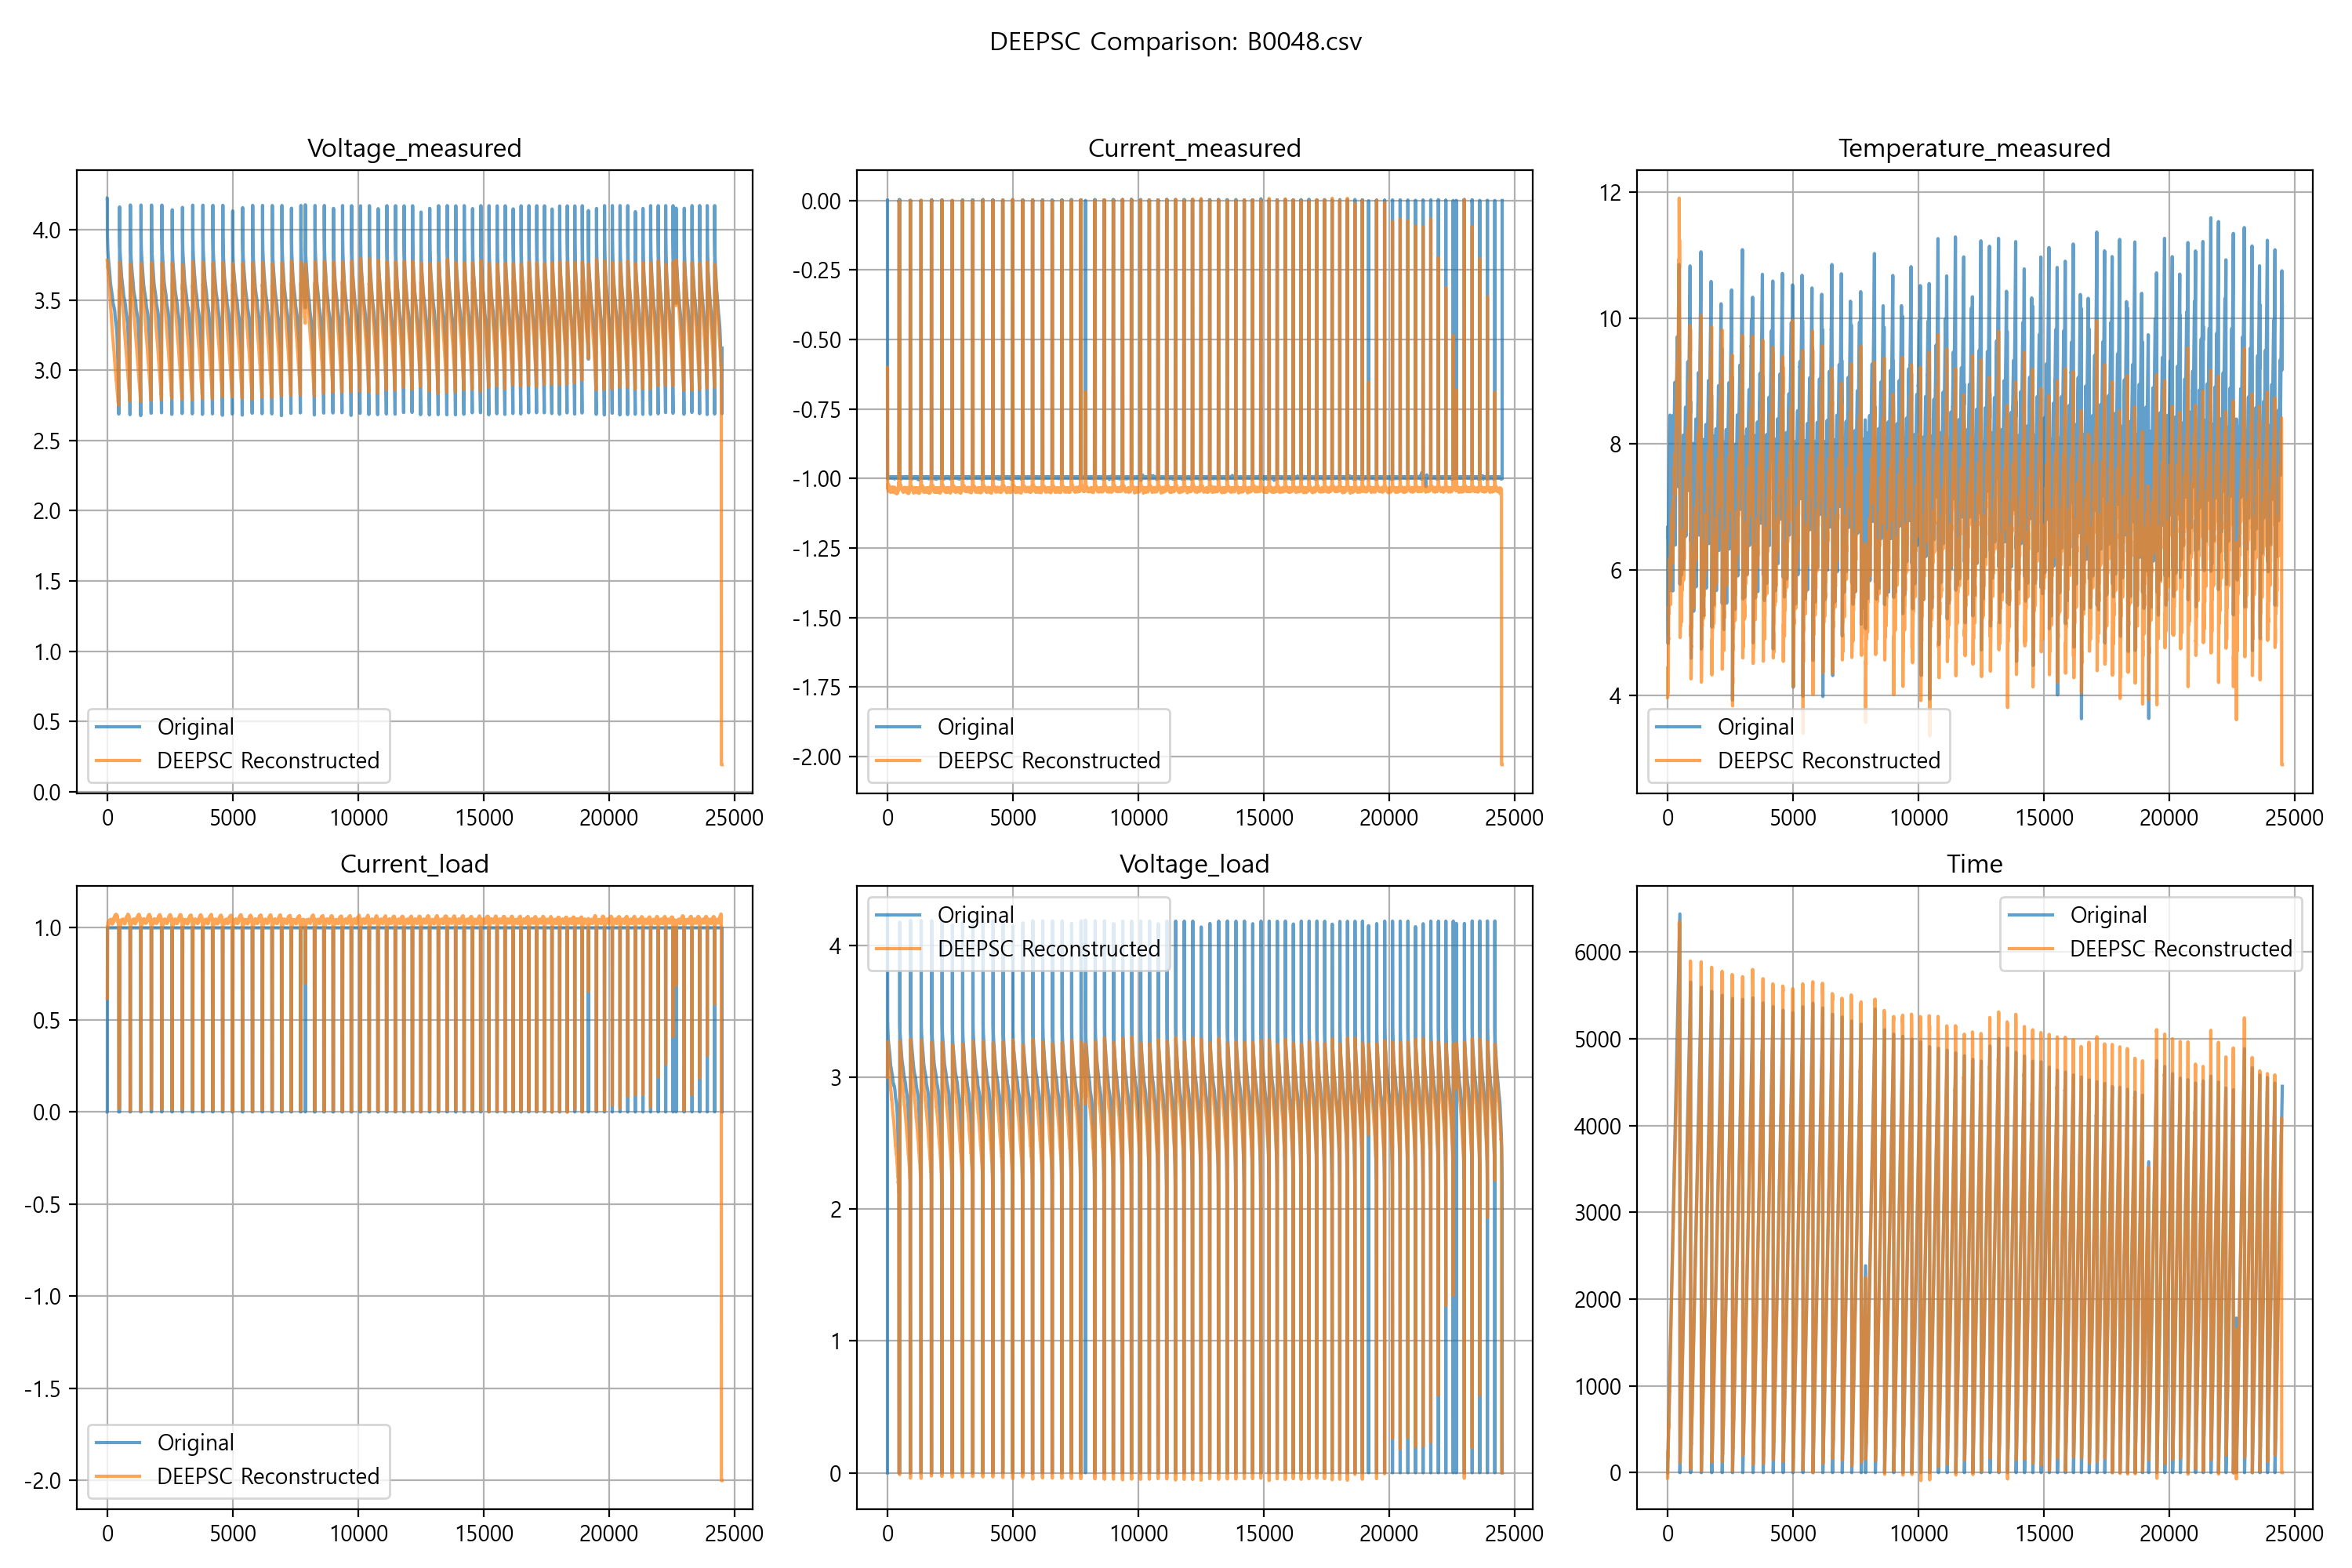 DEEPSC Comparison: B0048.csv
Voltage_measured
4.0
3.5
3.0
2.5
2.0
1.5
1.0
0.5
0.0
Original
DEEPSC Reconstructed
0 5000 10000 15000 20000 25000
Current_measured
0.00
-0.25
-0.50
-0.75
-1.00
-1.25
-1.50
-1.75
-2.00
Original
DEEPSC Reconstructed
0 5000 10000 15000 20000 25000
Temperature_measured
12
10
8
6
4
Original
DEEPSC Reconstructed
0 5000 10000 15000 20000 25000
Current_load
1.0
0.5
0.0
-0.5
-1.0
-1.5
-2.0
Original
DEEPSC Reconstructed
0 5000 10000 15000 20000 25000
Voltage_load
Original
DEEPSC Reconstructed
4
3
2
1
0
0 5000 10000 15000 20000 25000
Time
Original
DEEPSC Reconstructed
6000
5000
4000
3000
2000
1000
0
0 5000 10000 15000 20000 25000